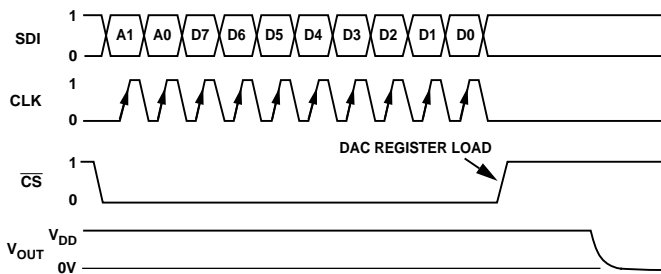 SDI 1 0 A1 A0 D7 D6 D5 D4 D3 D2 D1 D0
CLK 1 0
DAC REGISTER LOAD
CS 1 0
VOUT VDD 0V